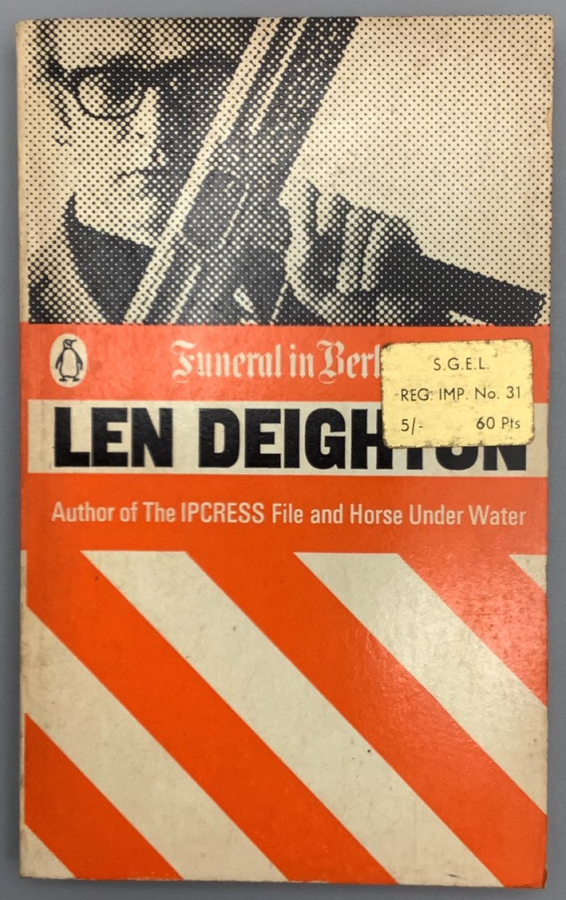 Funeral in Berl
S.G.E.L.
REG. IMP. No. 31
5/- 60 Pts
LEN DEIGHTON
Author of The IPCRESS File and Horse Under Water